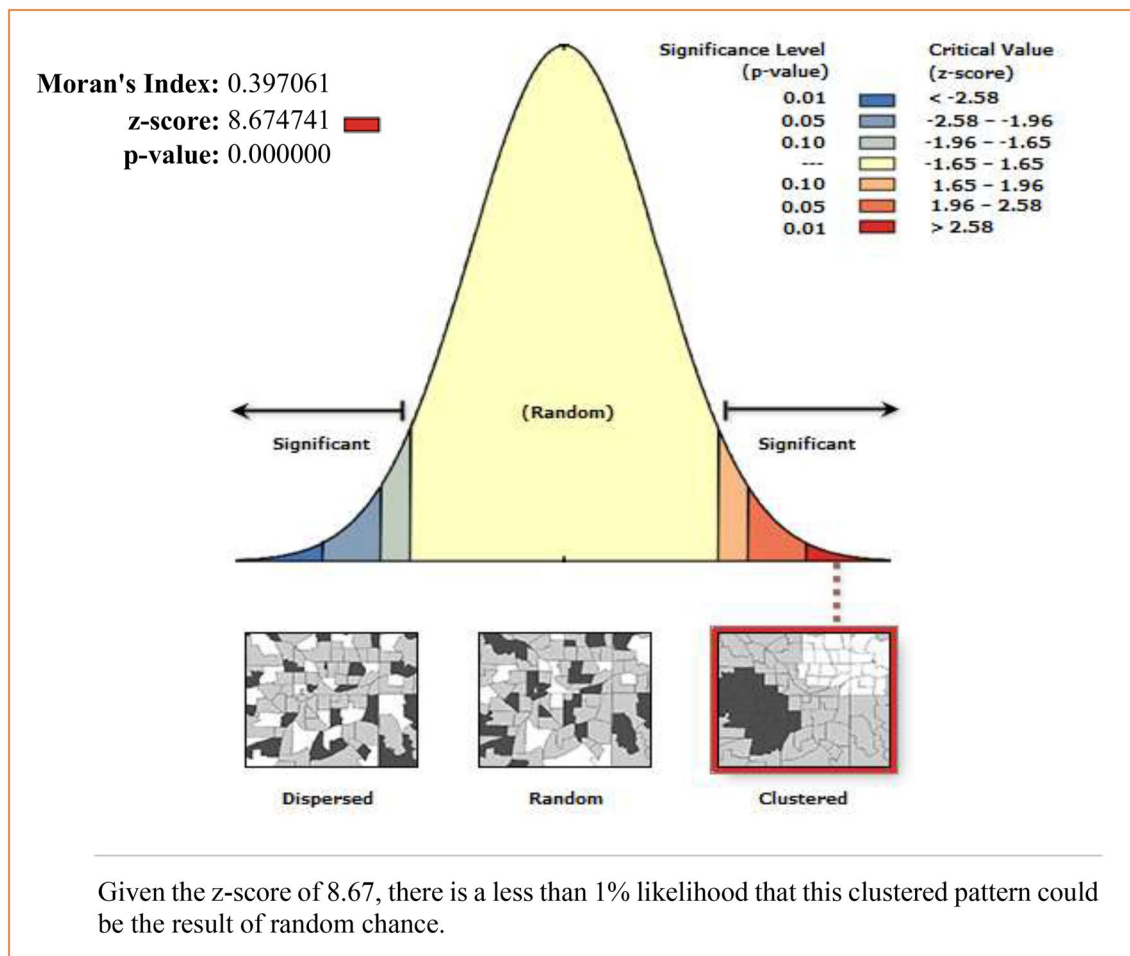 Moran's Index: 0.397061
z-score: 8.674741
p-value: 0.000000
Significance Level Critical Value
(p-value) (z-score)
0.01 < -2.58
0.05 -2.58 – -1.96
0.10 -1.96 – -1.65
--- -1.65 – 1.65
0.10 1.65 – 1.96
0.05 1.96 – 2.58
0.01 > 2.58
(Random)
Significant Significant
Dispersed Random Clustered
Given the z-score of 8.67, there is a less than 1% likelihood that this clustered pattern could
be the result of random chance.